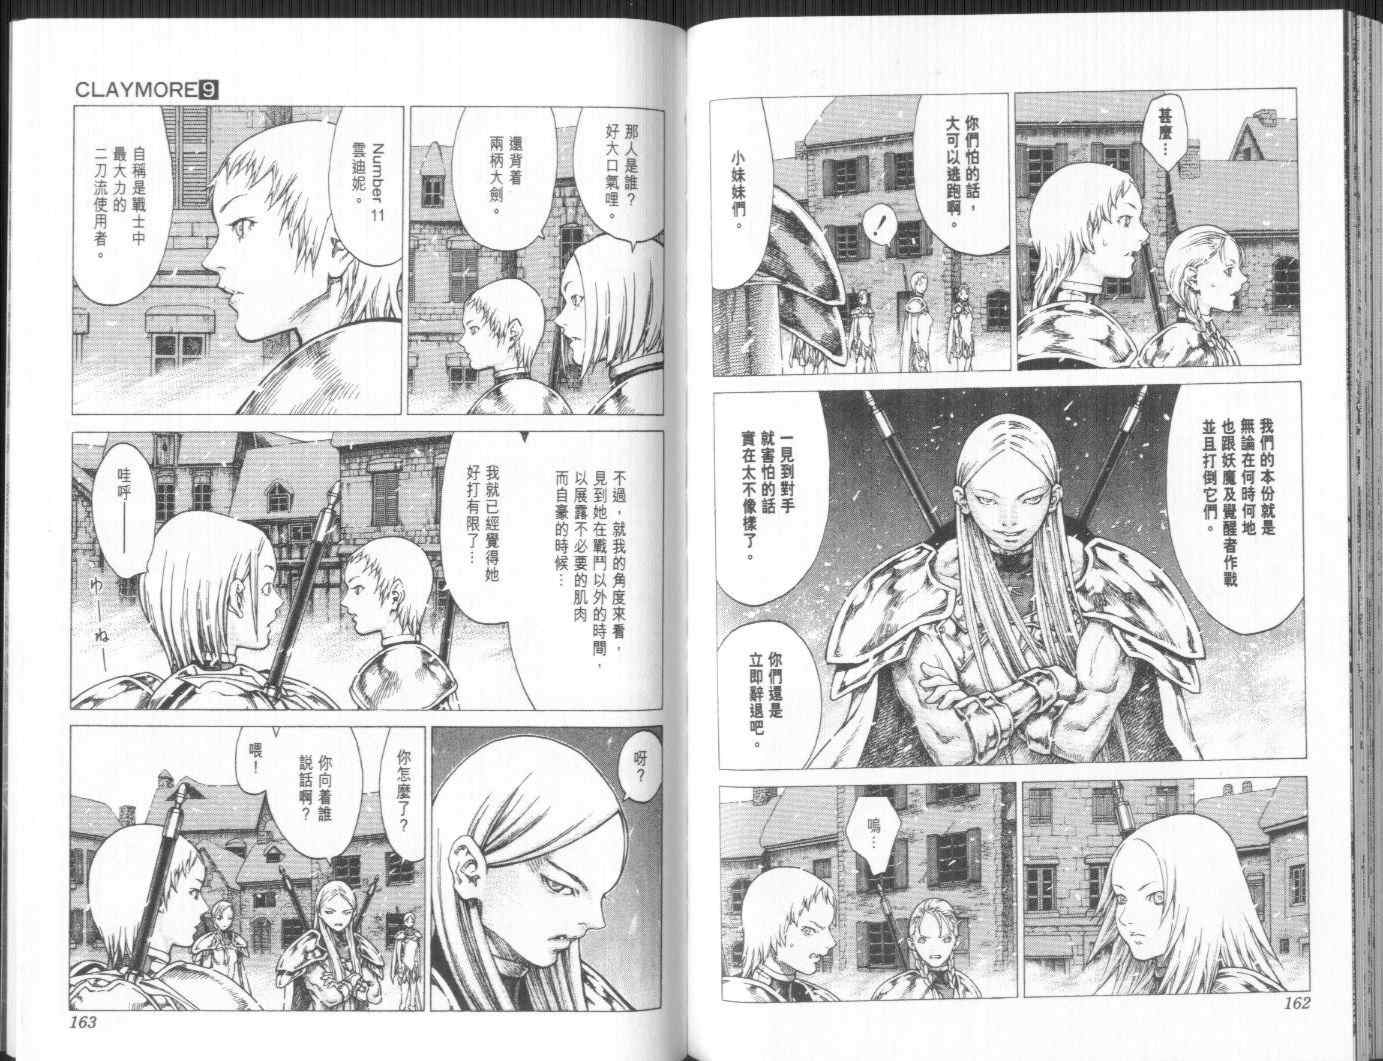 甚麼⋯
你們怕的話，
大可以逃跑啊。
！
小妹妹們。
我們的本份就是
無論在何時何地
也跟妖魔及覺醒者作戰
並且打倒它們。
一見到對手
就害怕的話
實在太不像樣了。
你們還是
立即辭退吧。
嗚⋯
162
CLAYMORE 9
那人是誰？
好大口氣哩。
還背着
兩柄大劍。
Number 11
雲迪妮。
自稱是戰士中
最大力的
二刀流使用者。
不過，就我的角度來看，
見到她在戰鬥以外的時間，
以展露不必要的肌肉
而自豪的時候⋯
我就已經覺得她
好打有限了⋯
哇呼——
わーねー
呀？
你怎麼了？
你向着誰
說話啊？
喂！
163